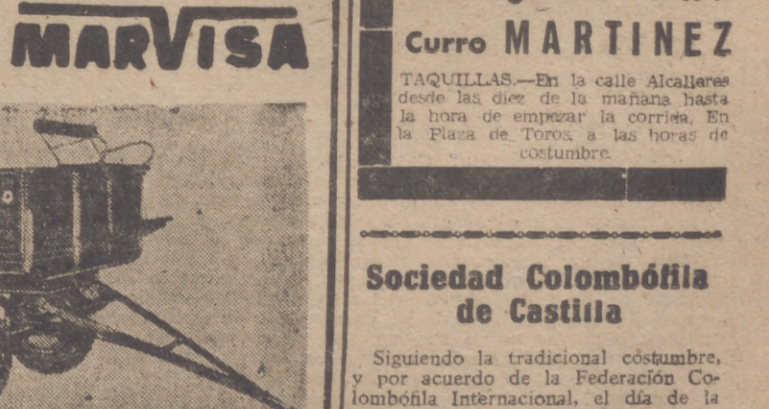 MARVISA
Curro MARTINEZ
TAQUILLAS.—En la calle Alcalleres
desde las diez de la mañana hasta
la hora de empezar la corrida. En
la Plaza de Toros a las horas de
costumbre.
Sociedad Colombófila
de Castilla
Siguiendo la tradicional cóstumbre,
y por acuerdo de la Federación Co-
lombófila Internacional, el día de la